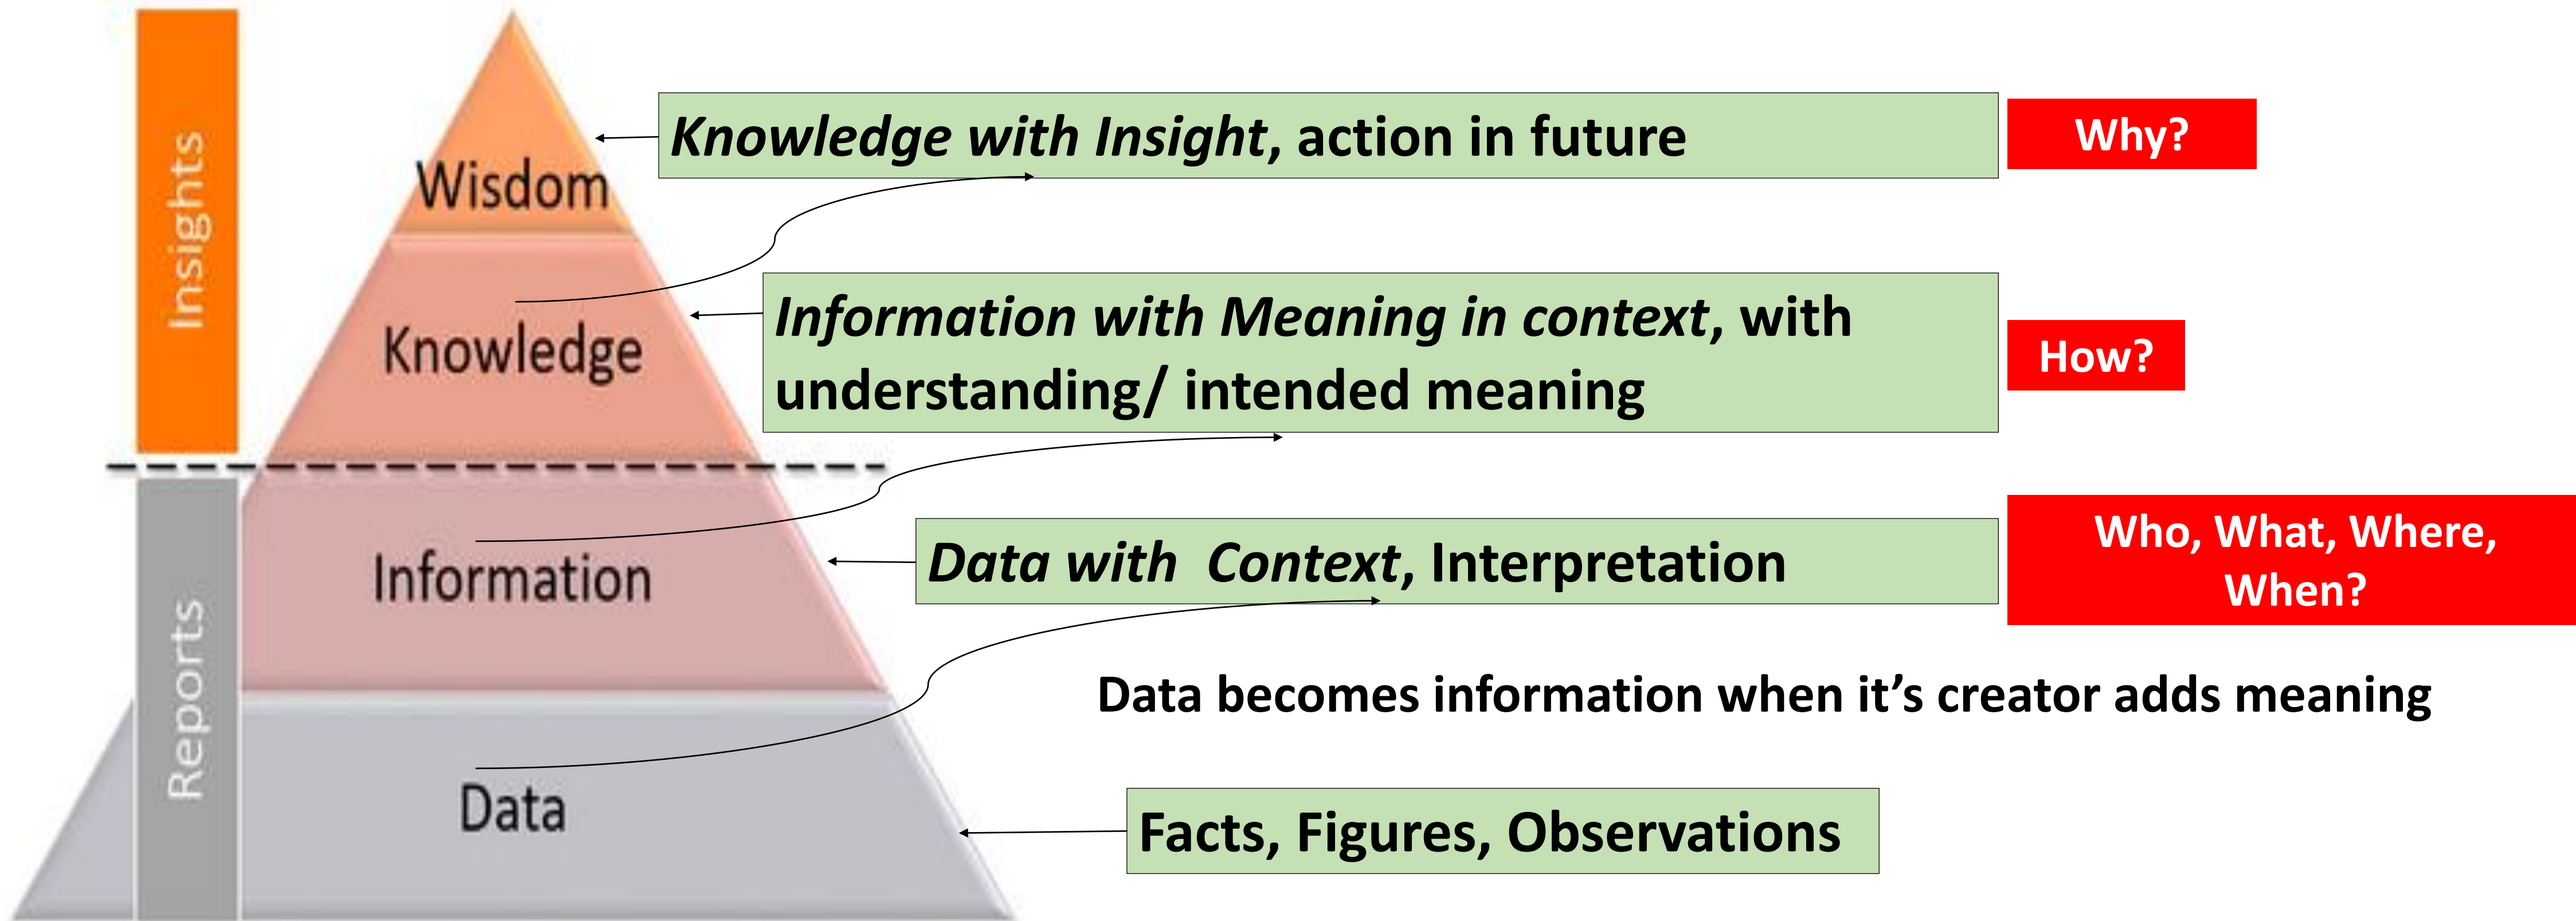 Insights
Wisdom
Knowledge with Insight, action in future
Why?
Knowledge
Information with Meaning in context, with
understanding/ intended meaning
How?
Reports
Information
Data with  Context, Interpretation
Who, What, Where,
When?
Data becomes information when it’s creator adds meaning
Data
Facts, Figures, Observations